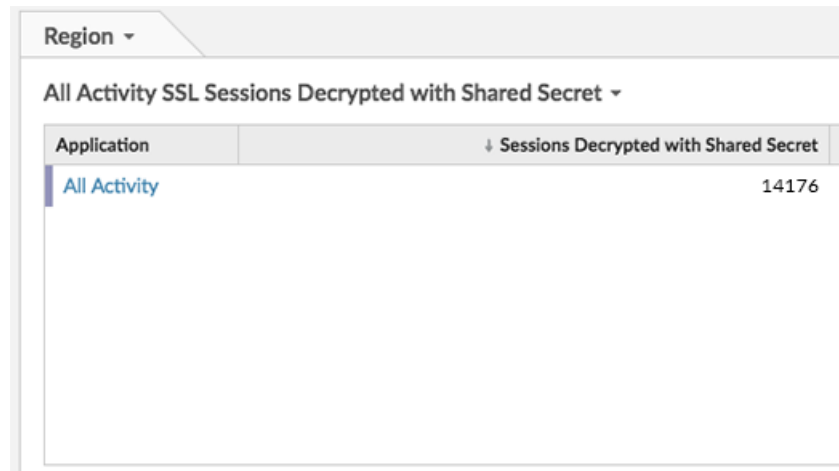 Region
All Activity SSL Sessions Decrypted with Shared Secret
Application ↓ Sessions Decrypted with Shared Secret
All Activity 14176